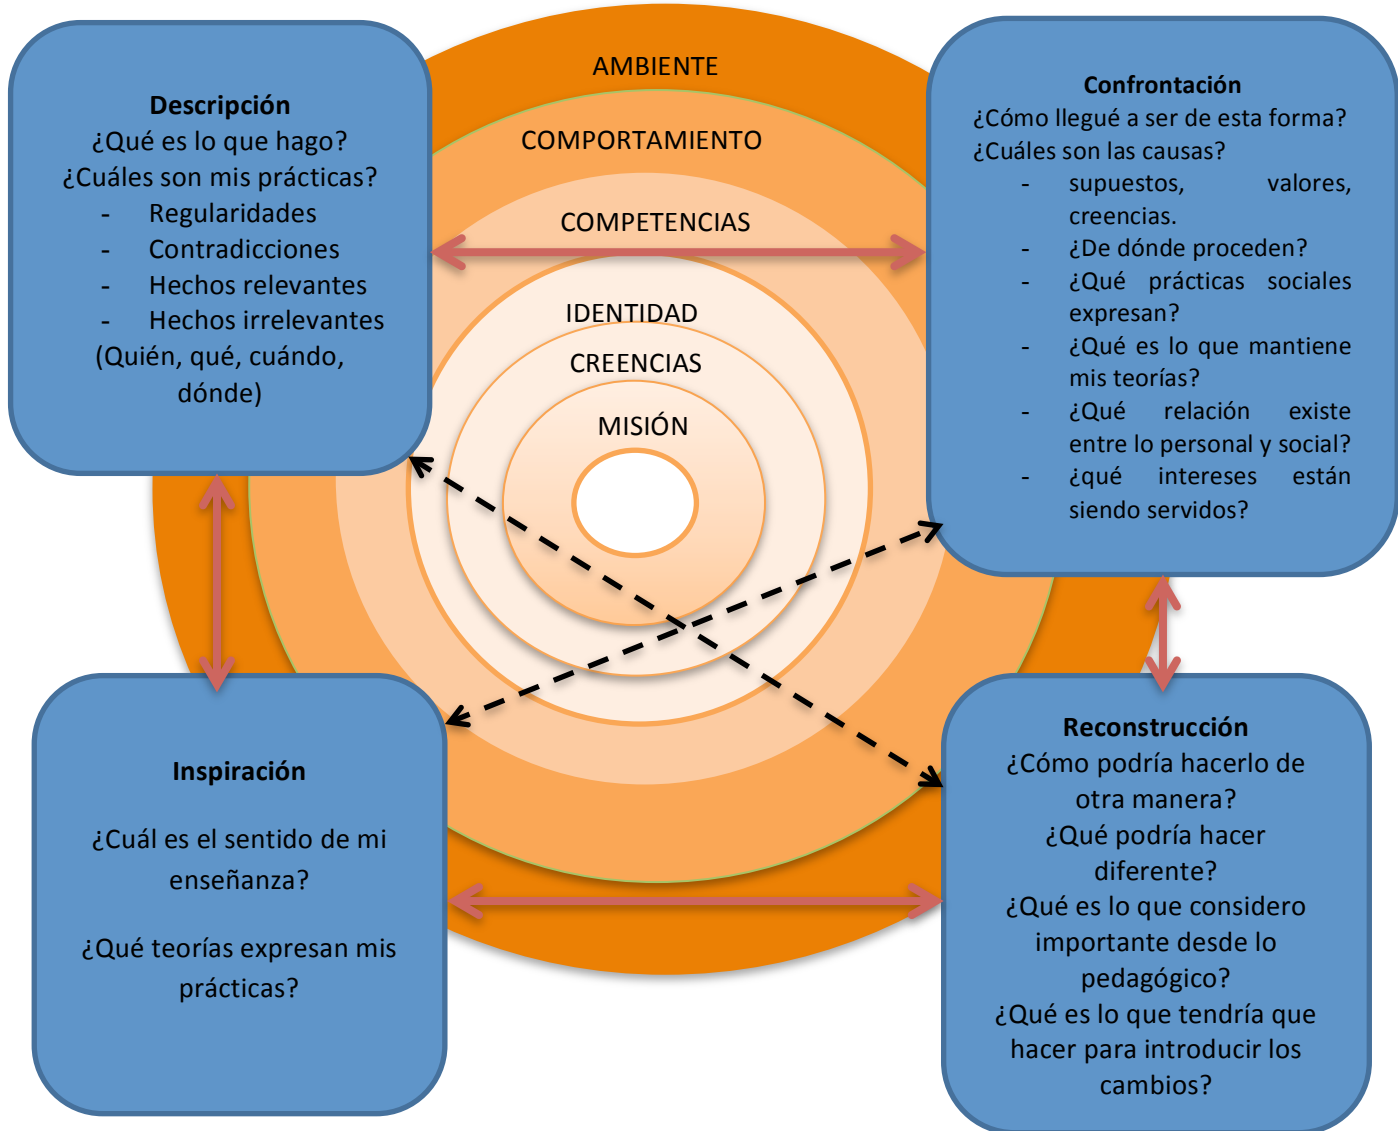 Descripción
¿Qué es lo que hago?
¿Cuáles son mis prácticas?
- Regularidades
- Contradicciones
- Hechos relevantes
- Hechos irrelevantes
(Quién, qué, cuándo,
dónde)
AMBIENTE
COMPORTAMIENTO
COMPETENCIAS
IDENTIDAD
CREENCIAS
MISIÓN
Confrontación
¿Cómo llegué a ser de esta forma?
¿Cuáles son las causas?
- supuestos, valores,
creencias.
- ¿De dónde proceden?
- ¿Qué prácticas sociales
expresan?
- ¿Qué es lo que mantiene
mis teorías?
- ¿Qué relación existe
entre lo personal y social?
- ¿qué intereses están
siendo servidos?
Inspiración
¿Cuál es el sentido de mi
enseñanza?
¿Qué teorías expresan mis
prácticas?
Reconstrucción
¿Cómo podría hacerlo de
otra manera?
¿Qué podría hacer
diferente?
¿Qué es lo que considero
importante desde lo
pedagógico?
¿Qué es lo que tendría que
hacer para introducir los
cambios?